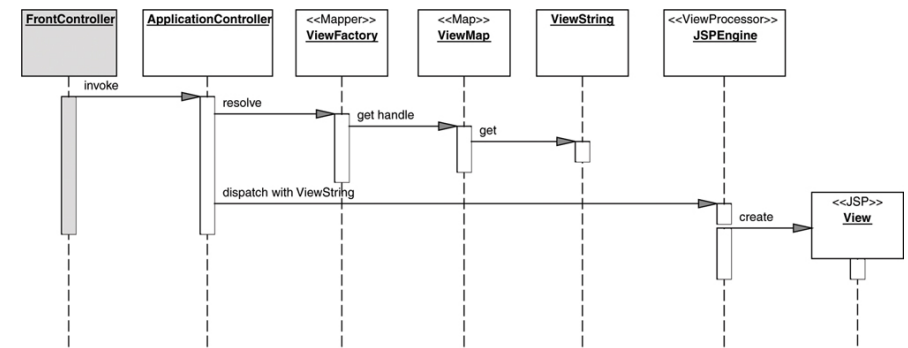 FrontController
ApplicationController
<<Mapper>>
ViewFactory
<<Map>>
ViewMap
ViewString
<<ViewProcessor>>
JSPEngine
invoke
resolve
get handle
get
dispatch with ViewString
<<JSP>>
View
create